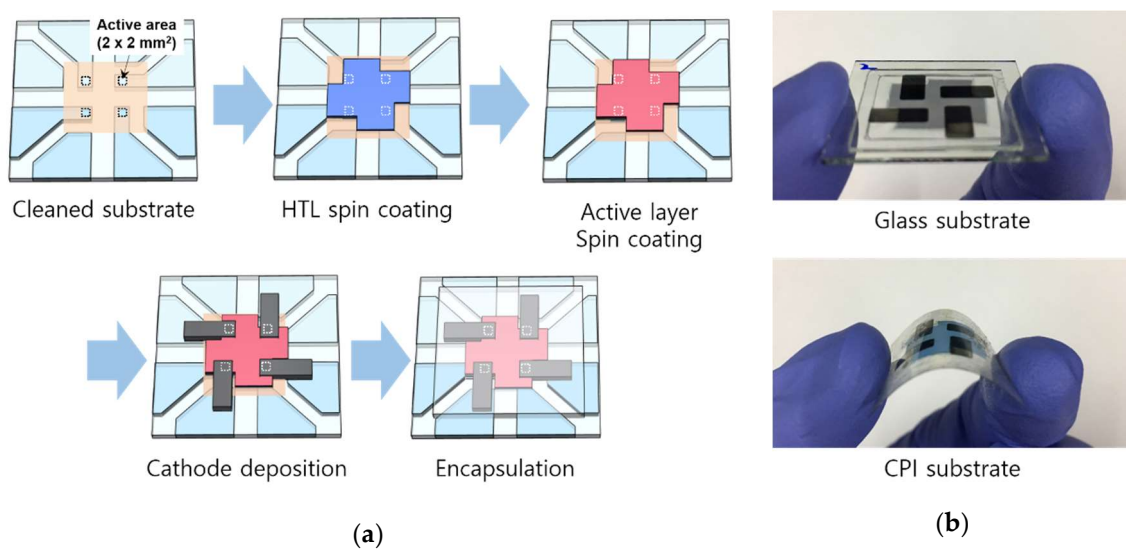 Active area
(2 x 2 mm²)
Cleaned substrate
HTL spin coating
Active layer
Spin coating
Glass substrate
Cathode deposition
Encapsulation
CPI substrate
(a)
(b)